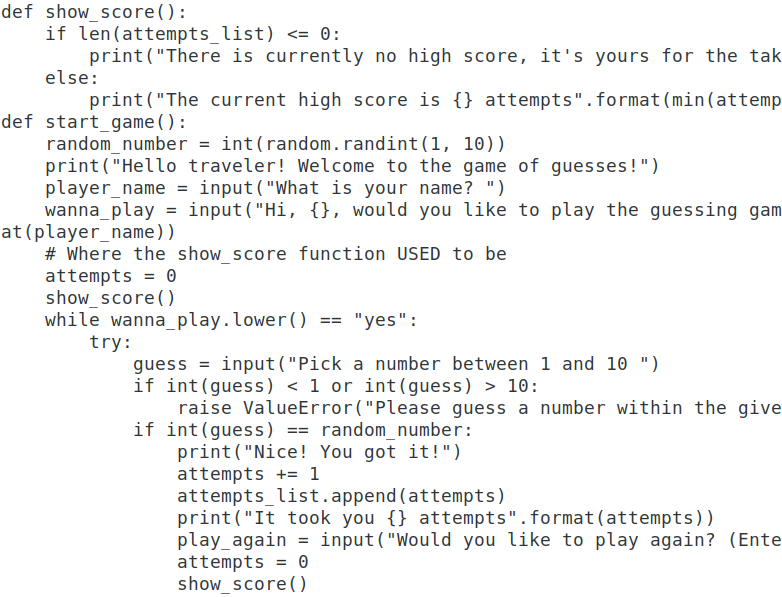 def show_score():
    if len(attempts_list) <= 0:
        print("There is currently no high score, it's yours for the tak
    else:
        print("The current high score is {} attempts".format(min(attemp
def start_game():
    random_number = int(random.randint(1, 10))
    print("Hello traveler! Welcome to the game of guesses!")
    player_name = input("What is your name? ")
    wanna_play = input("Hi, {}, would you like to play the guessing gam
at(player_name))
    # Where the show_score function USED to be
    attempts = 0
    show_score()
    while wanna_play.lower() == "yes":
        try:
            guess = input("Pick a number between 1 and 10 ")
            if int(guess) < 1 or int(guess) > 10:
                raise ValueError("Please guess a number within the give
            if int(guess) == random_number:
                print("Nice! You got it!")
                attempts += 1
                attempts_list.append(attempts)
                print("It took you {} attempts".format(attempts))
                play_again = input("Would you like to play again? (Ente
                attempts = 0
                show_score()